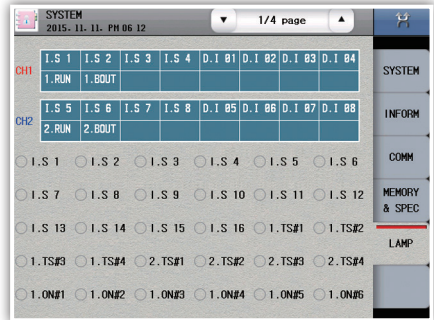 SYSTEM
2015. 11. 11. PM 06 12
▼ 1/4 page ▲
CH1
I.S 1 I.S 2 I.S 3 I.S 4 D.I 01 D.I 02 D.I 03 D.I 04
1.RUN 1.BOUT
CH2
I.S 5 I.S 6 I.S 7 I.S 8 D.I 05 D.I 06 D.I 07 D.I 08
2.RUN 2.BOUT
I.S 1 I.S 2 I.S 3 I.S 4 I.S 5 I.S 6
I.S 7 I.S 8 I.S 9 I.S 10 I.S 11 I.S 12
I.S 13 I.S 14 I.S 15 I.S 16 1.TS#1 1.TS#2
1.TS#3 1.TS#4 2.TS#1 2.TS#2 2.TS#3 2.TS#4
1.ON#1 1.ON#2 1.ON#3 1.ON#4 1.ON#5 1.ON#6
SYSTEM
INFORM
COMM
MEMORY
& SPEC
LAMP